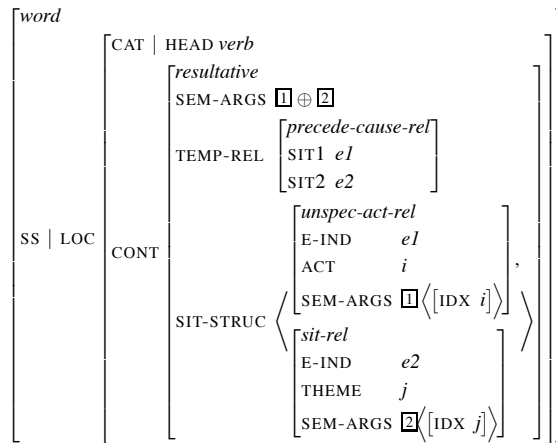 word
CAT | HEAD verb
resultative
SEM-ARGS 1 ⊕ 2
precede-cause-rel
TEMP-REL SIT1 e1
SIT2 e2
unspec-act-rel
E-IND e1
SS | LOC CONT ACT i ,
SEM-ARGS 1 ⟨[IDX i]⟩
SIT-STRUC ⟨ ⟩
sit-rel
E-IND e2
THEME j
SEM-ARGS 2 ⟨[IDX j]⟩